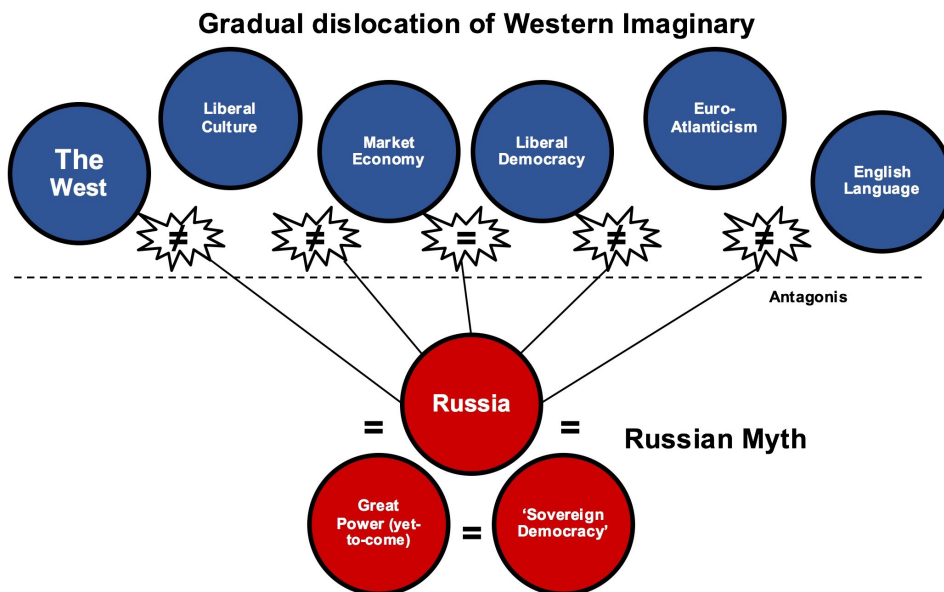 Gradual dislocation of Western Imaginary
The
West
Liberal
Culture
Market
Economy
Liberal
Democracy
Euro-
Atlanticism
English
Language
≠
≠
=
≠
≠
Antagonis
Russia
=
=
Russian Myth
Great
Power (yet-
to-come)
=
‘Sovereign
Democracy’